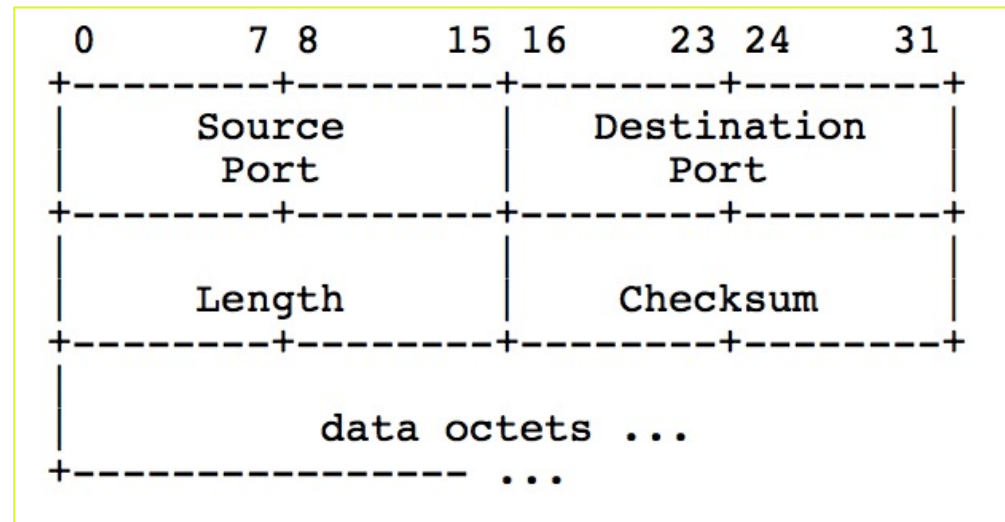 0 7 8 15 16 23 24 31
+--------+--------+--------+--------+
| Source | Destination |
| Port | Port |
+--------+--------+--------+--------+
| | |
| Length | Checksum |
+--------+--------+--------+--------+
|
| data octets ...
+---------------- ...